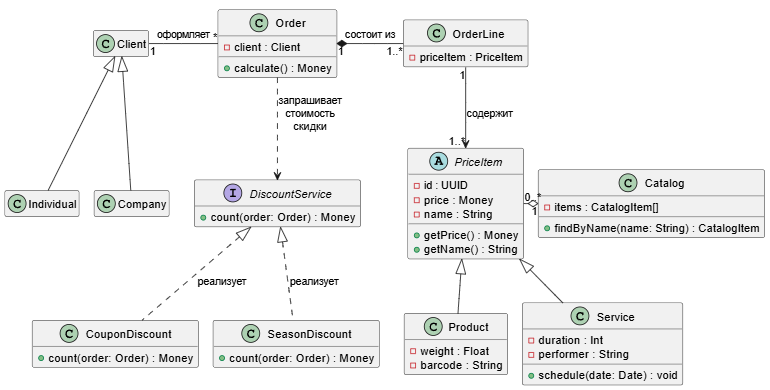 C Order
client : Client
calculate() : Money
C Client
оформляет
1
*
состоит из
1
1..*
C OrderLine
priceItem : PriceItem
запрашивает
стоимость
скидки
1
содержит
1..*
C Individual
C Company
I DiscountService
count(order: Order) : Money
A PriceItem
id : UUID
price : Money
name : String
getPrice() : Money
getName() : String
0..*
1
C Catalog
items : CatalogItem[]
findByName(name: String) : CatalogItem
реализует
реализует
C CouponDiscount
count(order: Order) : Money
C SeasonDiscount
count(order: Order) : Money
C Product
weight : Float
barcode : String
C Service
duration : Int
performer : String
schedule(date: Date) : void